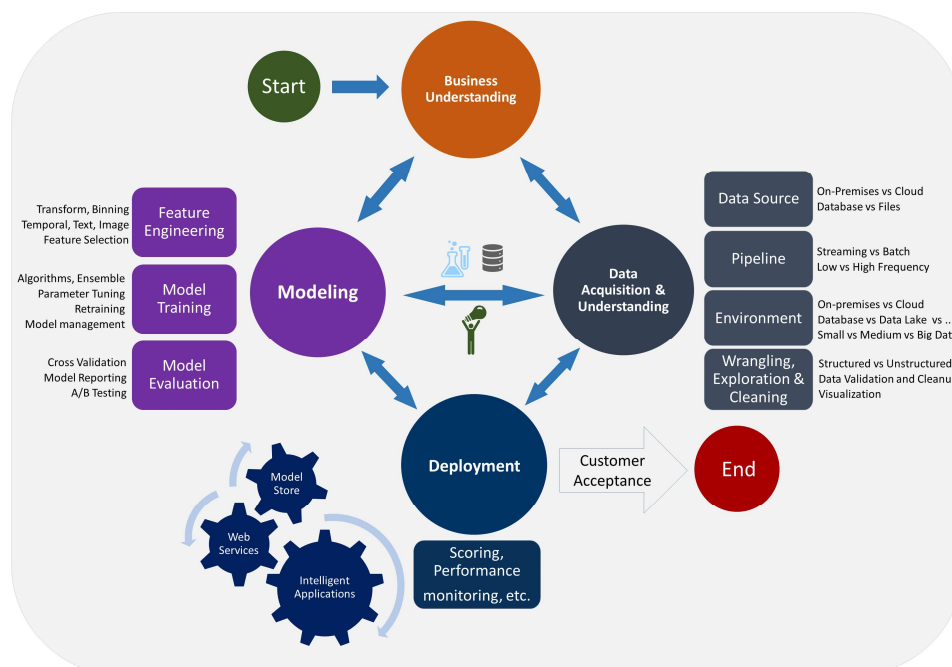 Start
Business
Understanding
Transform, Binning
Temporal, Text, Image
Feature Selection
Feature
Engineering
Algorithms, Ensemble
Parameter Tuning
Retraining
Model management
Model
Training
Cross Validation
Model Reporting
A/B Testing
Model
Evaluation
Modeling
Data
Acquisition &
Understanding
Data Source
On-Premises vs Cloud
Database vs Files
Pipeline
Streaming vs Batch
Low vs High Frequency
Environment
On-premises vs Cloud
Database vs Data Lake vs ..
Small vs Medium vs Big Dat
Wrangling,
Exploration &
Cleaning
Structured vs Unstructured
Data Validation and Cleanu
Visualization
Deployment
Customer
Acceptance
End
Scoring,
Performance
monitoring, etc.
Model
Store
Web
Services
Intelligent
Applications